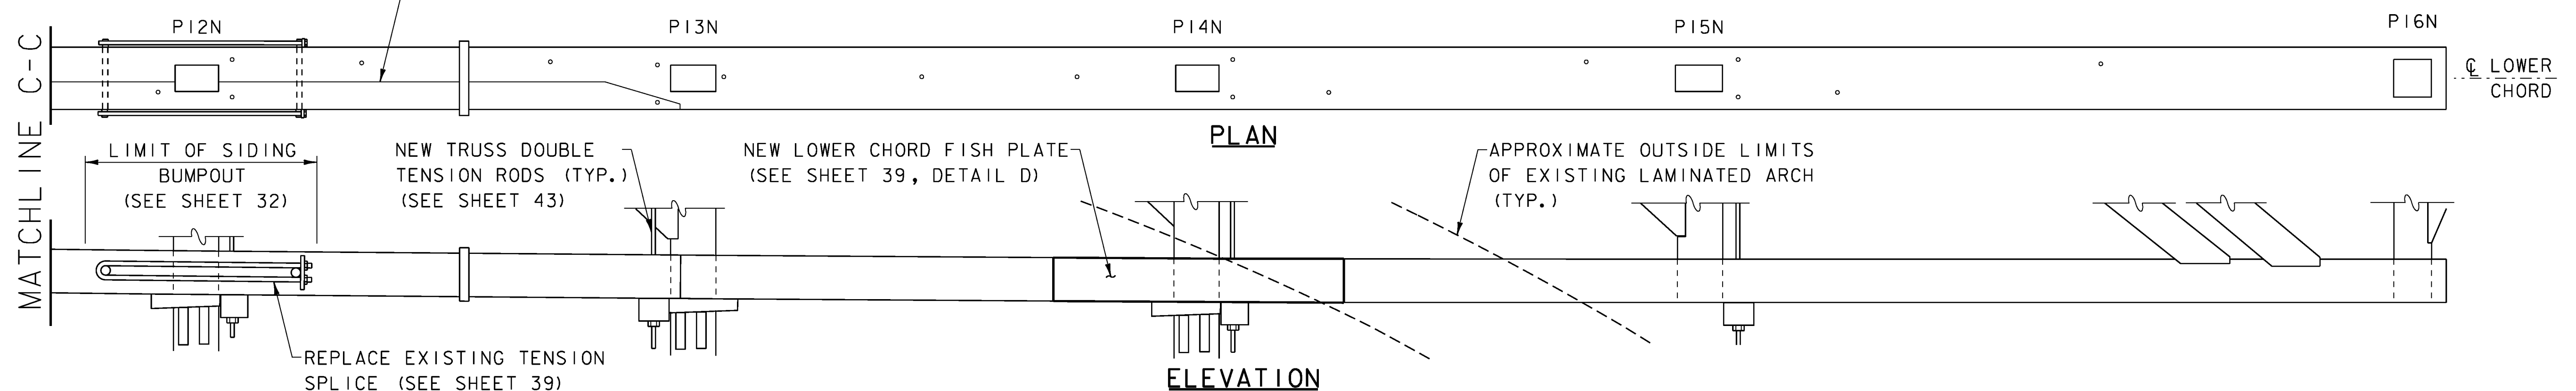 P12N
P13N
P14N
P15N
P16N
MATCHLINE C-C
℄ LOWER
CHORD
PLAN
LIMIT OF SIDING
BUMPOUT
(SEE SHEET 32)
NEW TRUSS DOUBLE
TENSION RODS (TYP.)
(SEE SHEET 43)
NEW LOWER CHORD FISH PLATE
(SEE SHEET 39, DETAIL D)
APPROXIMATE OUTSIDE LIMITS
OF EXISTING LAMINATED ARCH
(TYP.)
REPLACE EXISTING TENSION
SPLICE (SEE SHEET 39)
ELEVATION